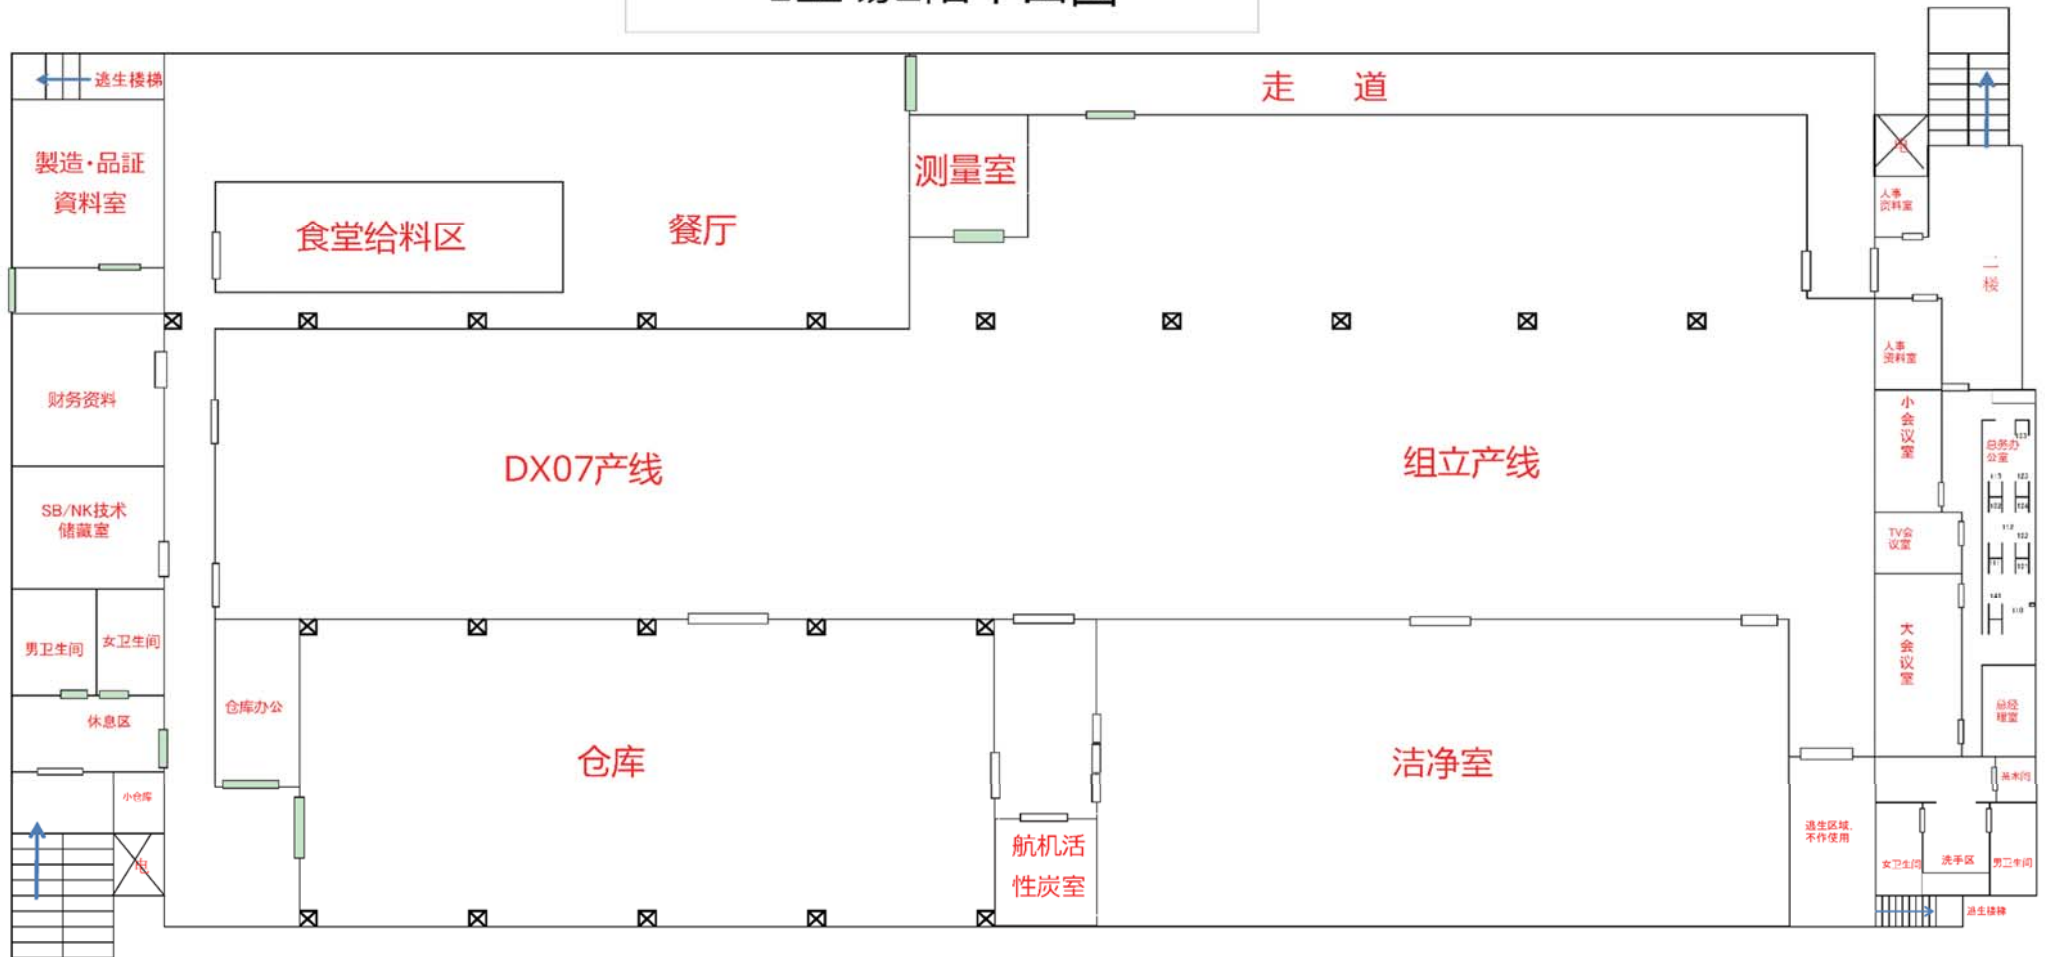 逃生楼梯
走 道
製造·品証
資料室
测量室
电
人事
资料室
食堂给料区
餐厅
二楼
人事
资料室
财务资料
小会议室
总务办
公室
DX07产线
组立产线
SB/NK技术
储藏室
TV会
议室
男卫生间
女卫生间
大会议室
仓库办公
休息区
总经
理室
仓库
洁净室
小仓库
茶水间
逃生区域,
不作使用
航机活
性炭室
电
女卫生间
洗手区
男卫生间
逃生楼梯